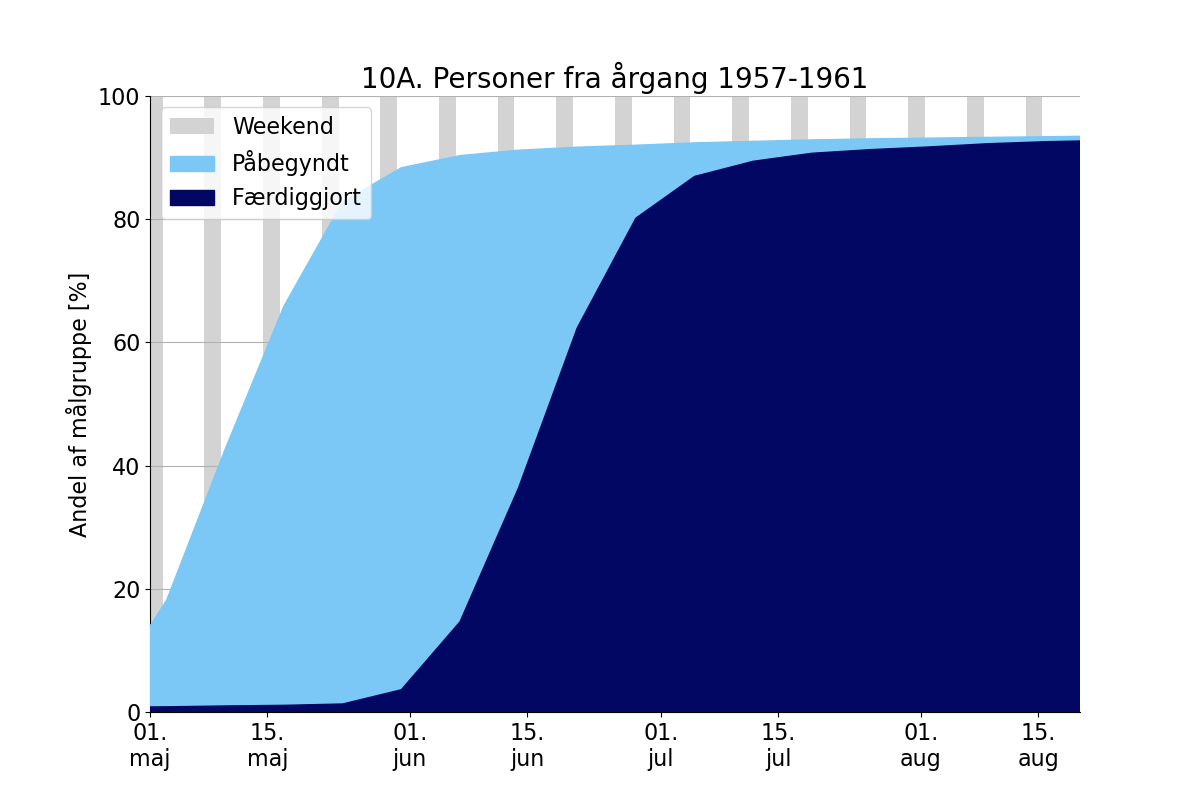 10A. Personer fra årgang 1957-1961
100
80
60
40
20
0
Andel af målgruppe [%]
Weekend
Påbegyndt
Færdiggjort
01. 15. 01. 15. 01. 15. 01. 15.
maj maj jun jun jul jul aug aug